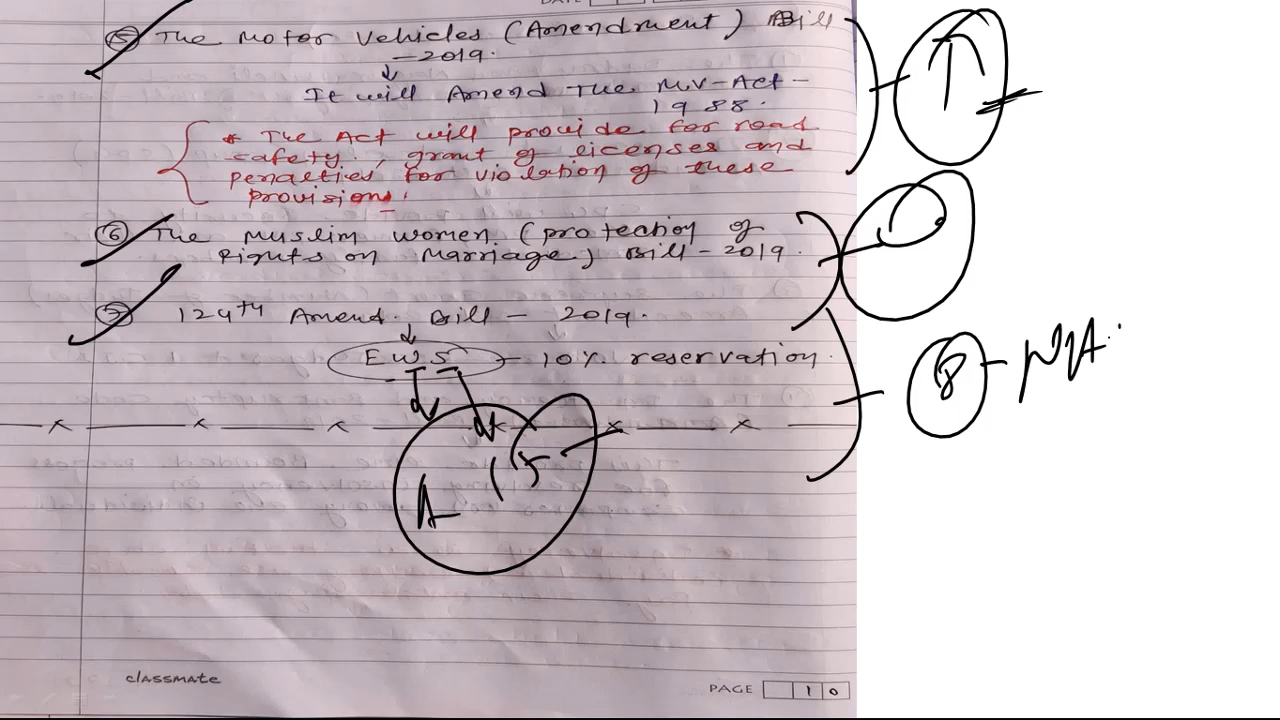 DATE
⑤ The Motor Vehicles (Amendment) Bill
-2019.
It will Amend The M.V-Act-
1988.
* The Act will provide for road
safety., grant of licenses and
penalties for violation of these
provisions.
⑥ The Muslim women (protection of
Rights on Marriage) Bill-2019.
⑦ 124th Amend. Bill - 2019.
EWS - 10% reservation.
A 15
8 -
classmate
PAGE 10